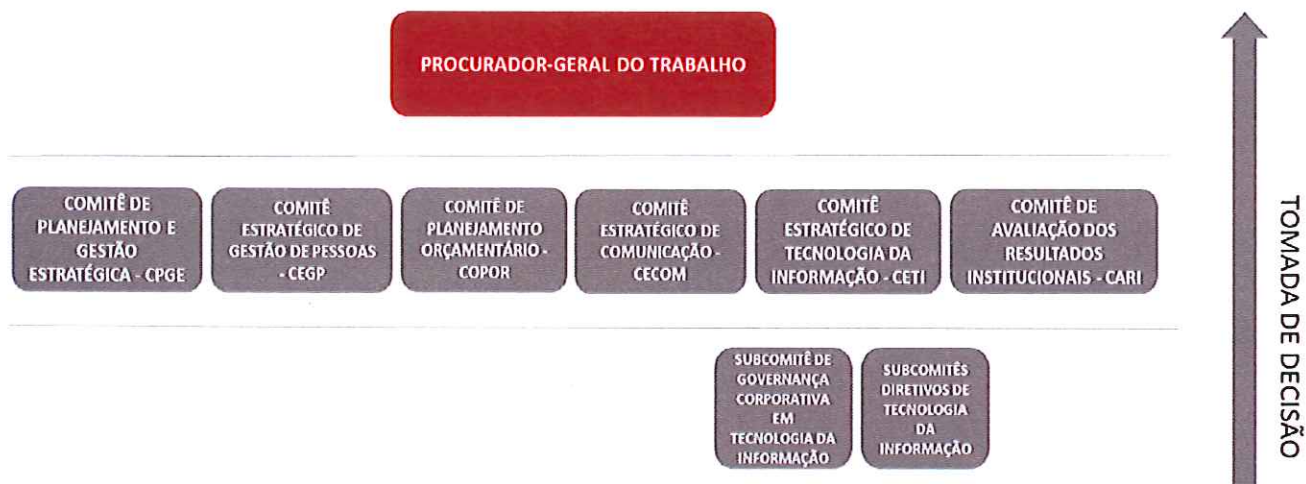 PROCURADOR-GERAL DO TRABALHO
COMITÊ DE
PLANEJAMENTO E
GESTÃO
ESTRATÉGICA - CPGE
COMITÊ
ESTRATÉGICO DE
GESTÃO DE PESSOAS
- CEGP
COMITÊ DE
PLANEJAMENTO
ORÇAMENTÁRIO -
COPOR
COMITÊ
ESTRATÉGICO DE
COMUNICAÇÃO -
CECOM
COMITÊ
ESTRATÉGICO DE
TECNOLOGIA DA
INFORMAÇÃO - CETI
COMITÊ DE
AVALIAÇÃO DOS
RESULTADOS
INSTITUCIONAIS - CARI
SUBCOMITÊ DE
GOVERNANÇA
CORPORATIVA
EM
TECNOLOGIA DA
INFORMAÇÃO
SUBCOMITÊS
DIRETIVOS DE
TECNOLOGIA
DA
INFORMAÇÃO
TOMADA DE DECISÃO